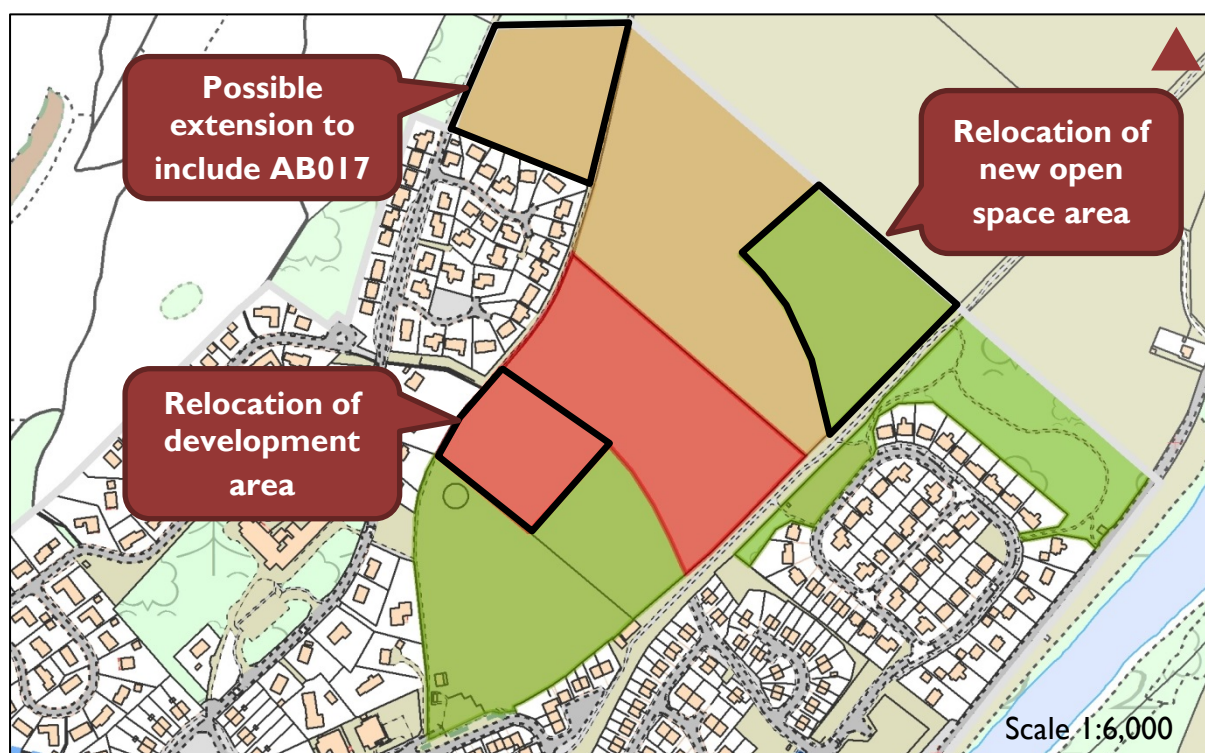 Possible
extension to
include AB017
Relocation of
new open
space area
Relocation of
development
area
Scale 1:6,000